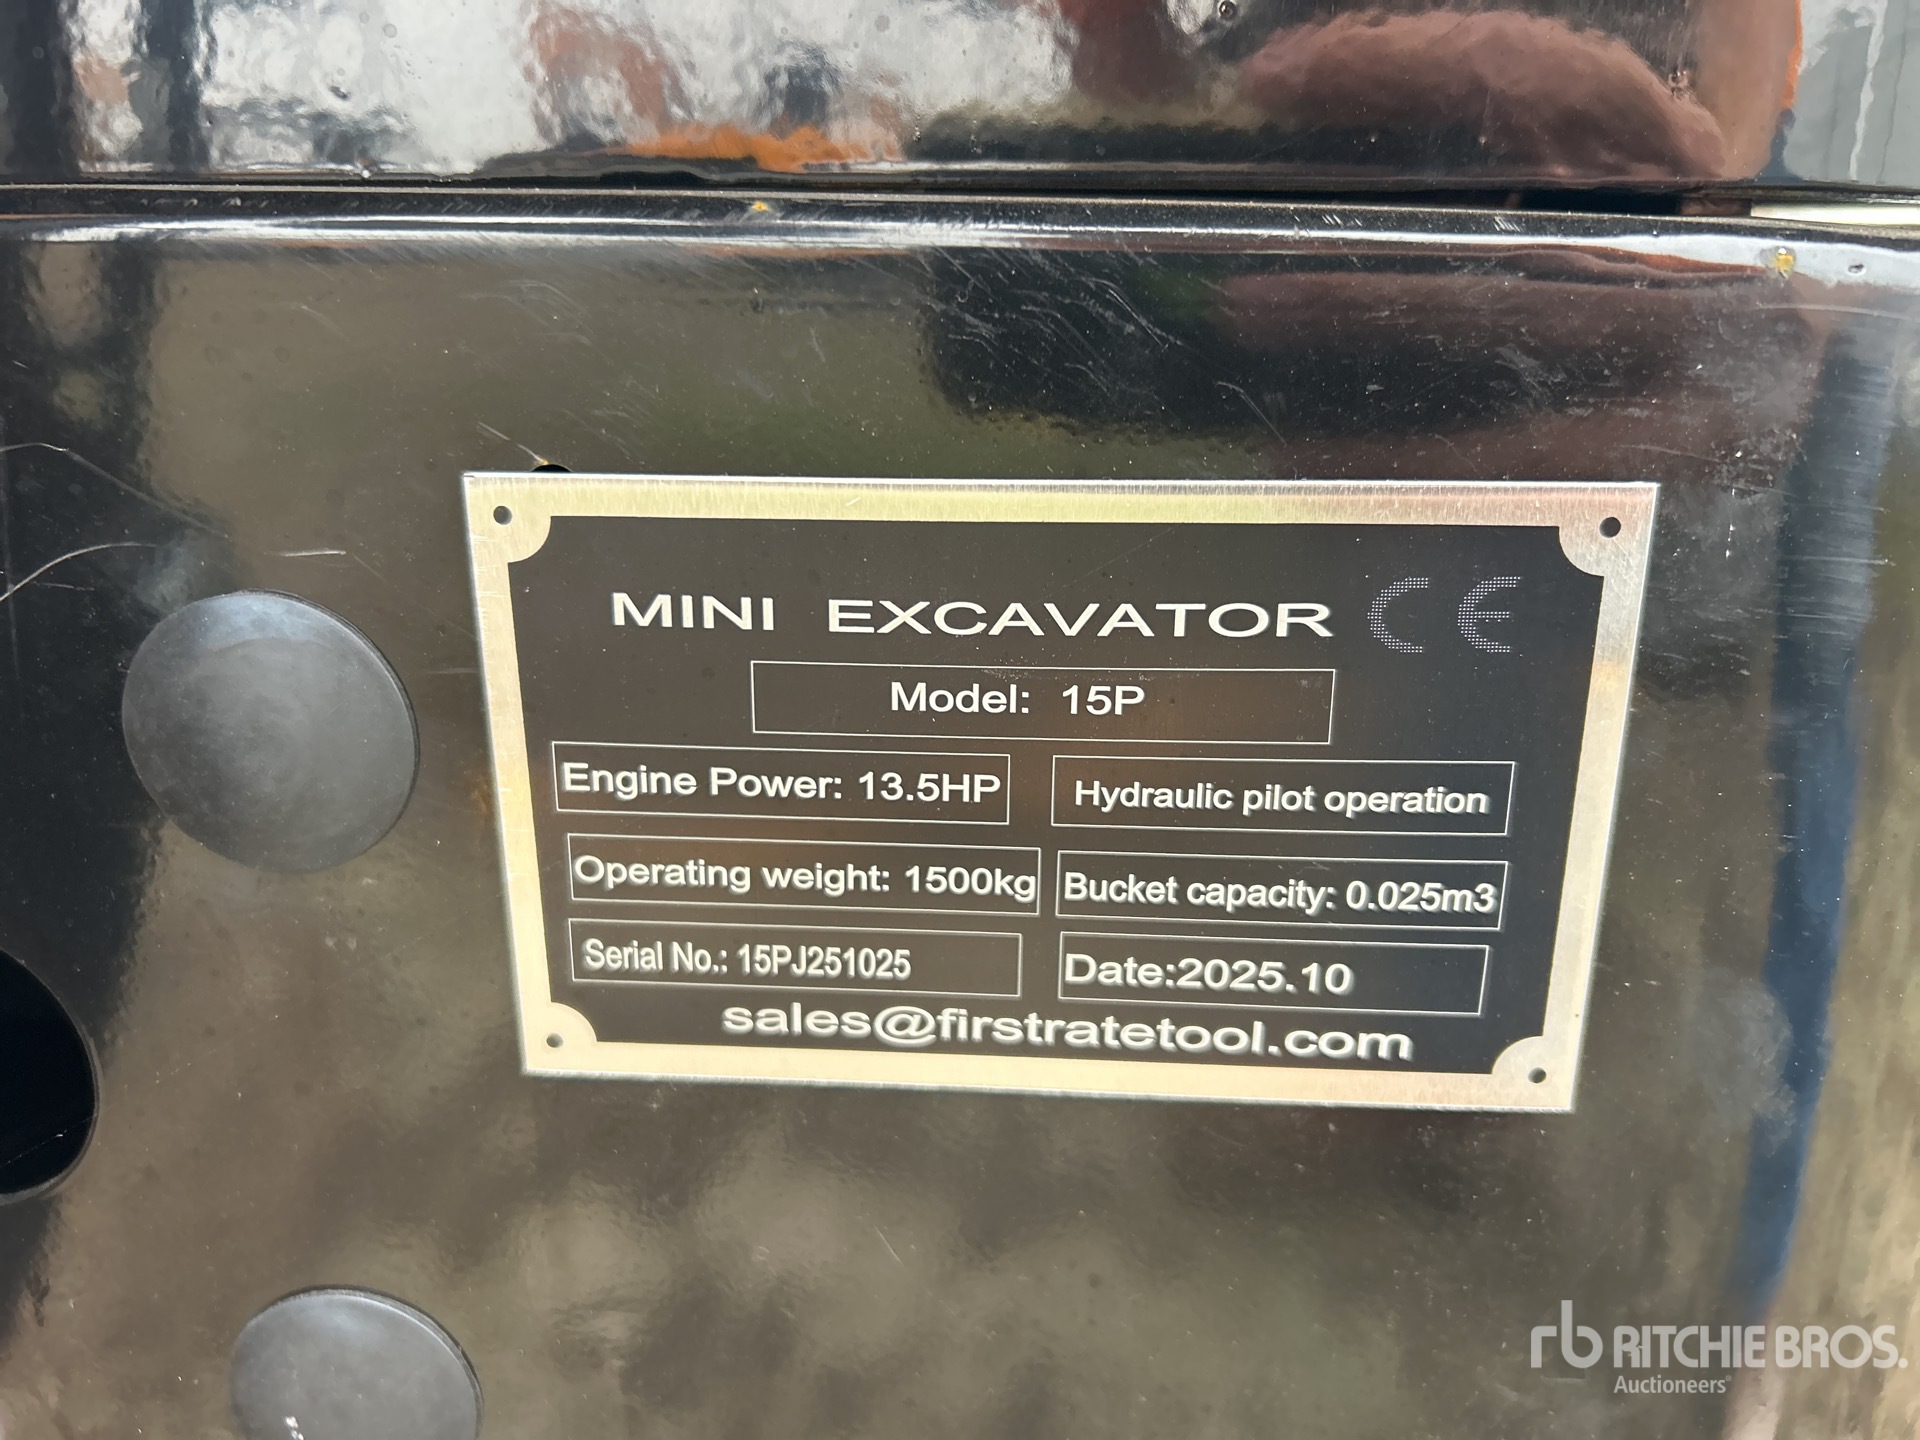 MINI EXCAVATOR CE
Model: 15P
Engine Power: 13.5HP
Hydraulic pilot operation
Operating weight: 1500kg
Bucket capacity: 0.025m3
Serial No.: 15PJ251025
Date:2025.10
sales@firstratetool.com
rb RITCHIE BROS.
Auctioneers